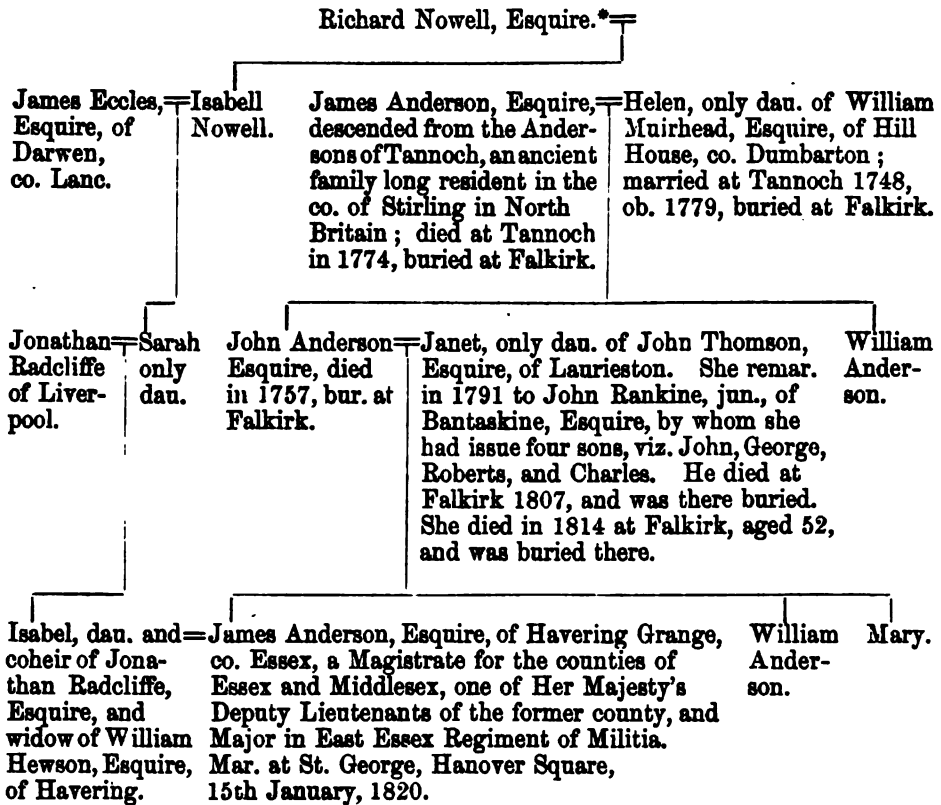 Richard Nowell, Esquire.*
James Eccles,
Esquire, of
Darwen,
co. Lanc.
Isabell
Nowell.
James Anderson, Esquire,
descended from the Ander-
sons of Tannoch, an ancient
family long resident in the
co. of Stirling in North
Britain ; died at Tannoch
in 1774, buried at Falkirk.
Helen, only dau. of William
Muirhead, Esquire, of Hill
House, co. Dumbarton ;
married at Tannoch 1748,
ob. 1779, buried at Falkirk.
Jonathan
Radcliffe
of Liver-
pool.
Sarah
only
dau.
John Anderson
Esquire, died
in 1757, bur. at
Falkirk.
Janet, only dau. of John Thomson,
Esquire, of Laurieston. She remar.
in 1791 to John Rankine, jun., of
Bantaskine, Esquire, by whom she
had issue four sons, viz. John, George,
Roberts, and Charles. He died at
Falkirk 1807, and was there buried.
She died in 1814 at Falkirk, aged 52,
and was buried there.
William
Ander-
son.
Isabel, dau. and
coheir of Jona-
than Radcliffe,
Esquire, and
widow of William
Hewson, Esquire,
of Havering.
James Anderson, Esquire, of Havering Grange,
co. Essex, a Magistrate for the counties of
Essex and Middlesex, one of Her Majesty's
Deputy Lieutenants of the former county, and
Major in East Essex Regiment of Militia.
Mar. at St. George, Hanover Square,
15th January, 1820.
William
Ander-
son.
Mary.